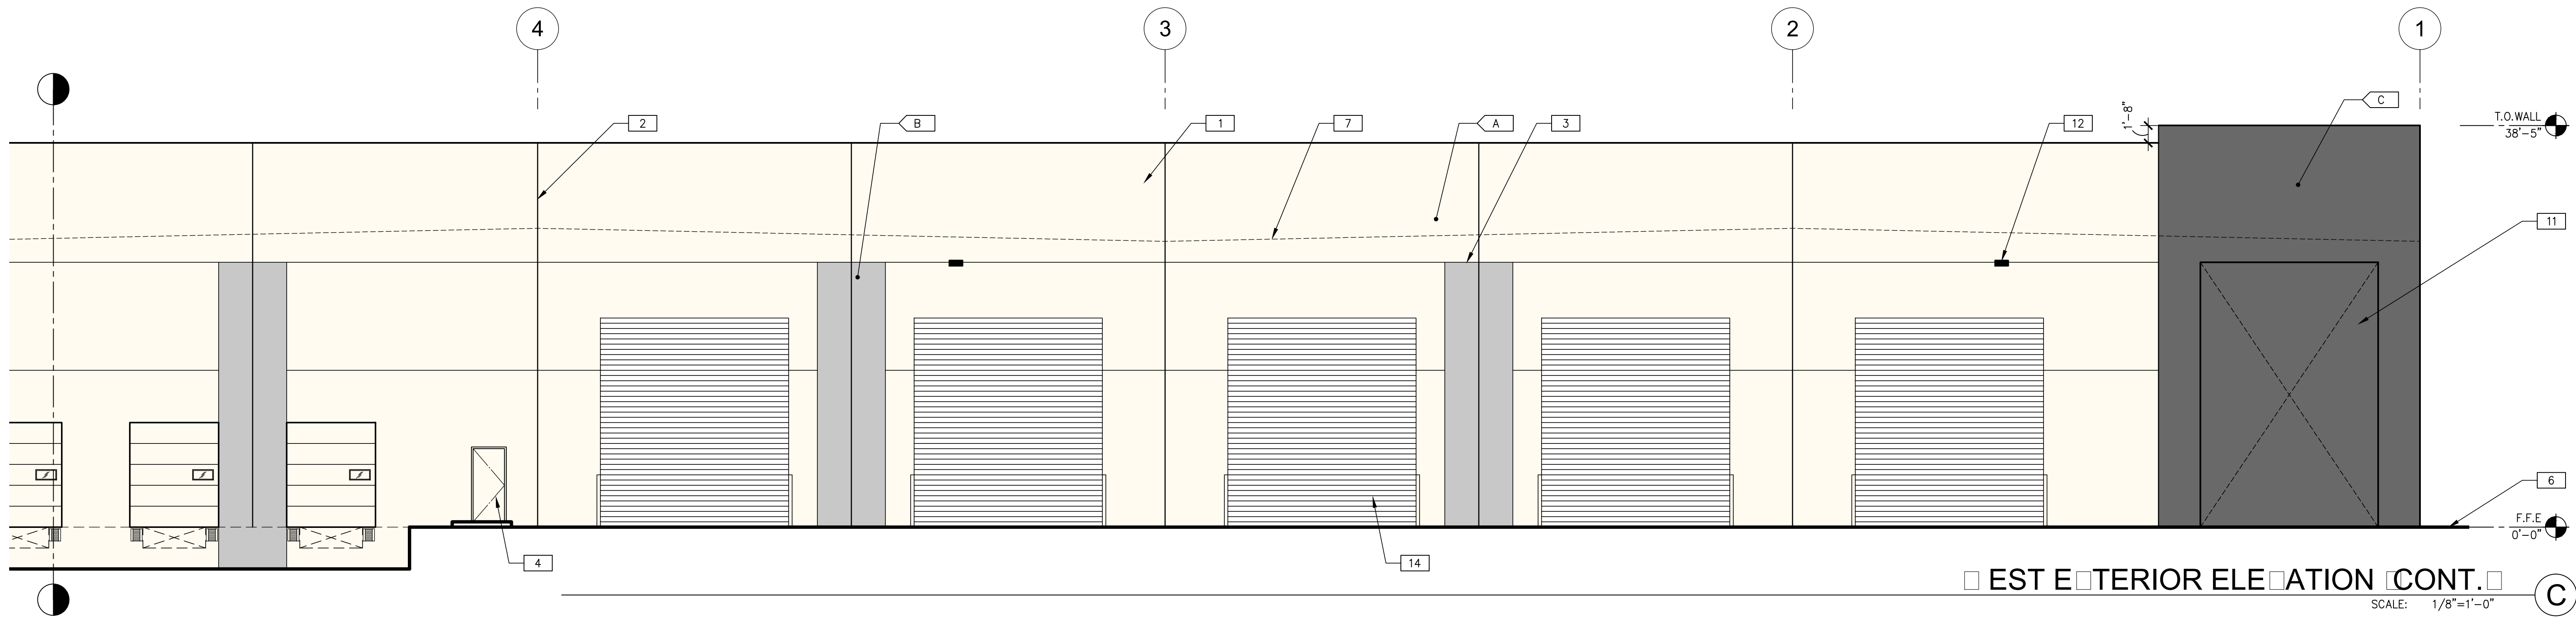 4
3
2
1
2
B
1
7
A
3
12
1'-8"
C
T.O.WALL
38'-5"
11
6
F.F.E
0'-0"
4
14
□EST E□TERIOR ELE□ATION □CONT.□
SCALE: 1/8"=1'-0"
C